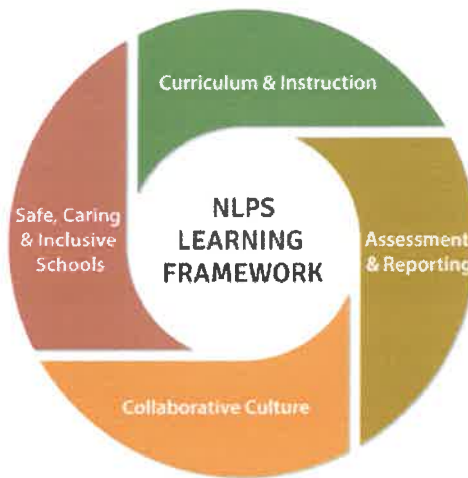 Curriculum & Instruction
Safe, Caring
& Inclusive
Schools
NLPS
LEARNING
FRAMEWORK
Assessment
& Reporting
Collaborative Culture